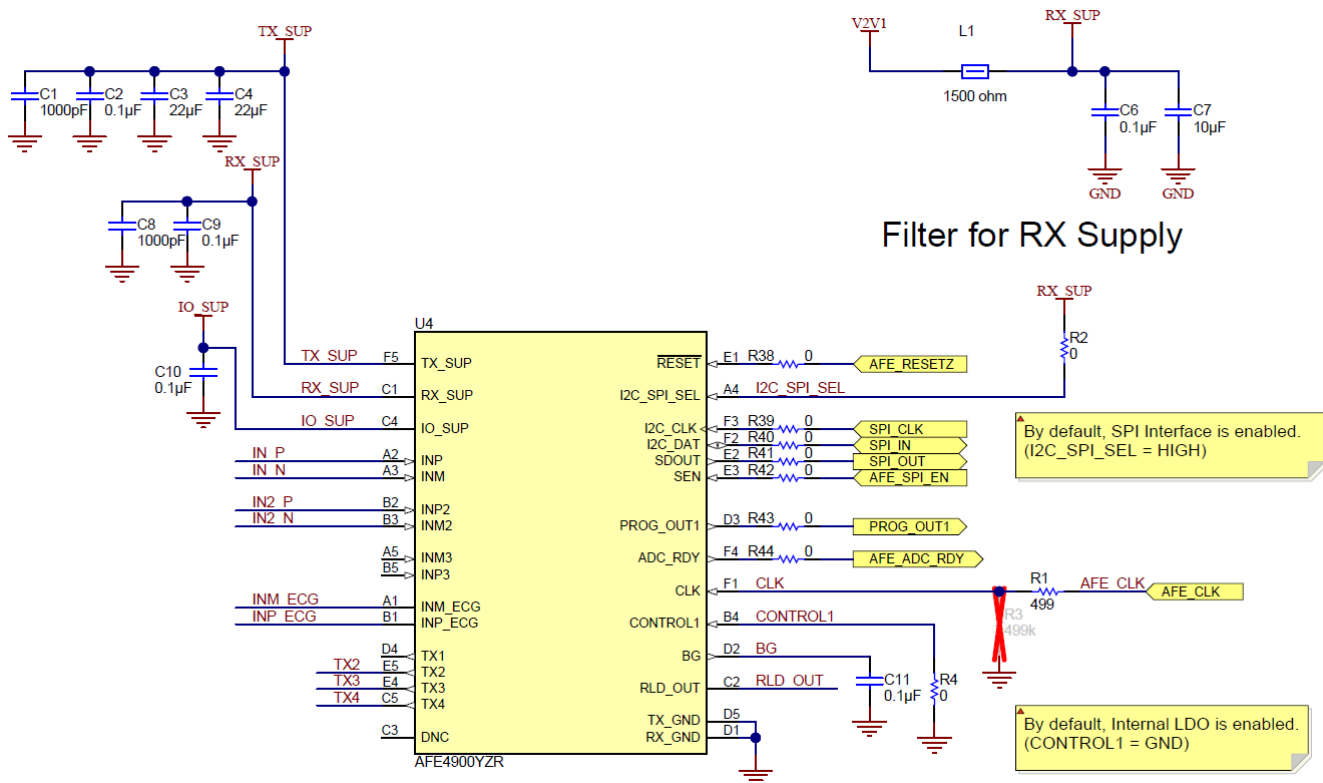 TX_SUP
C1
1000pF
C2
0.1µF
C3
22µF
C4
22µF
V2V1
L1
1500 ohm
RX_SUP
C6
0.1µF
C7
10µF
GND
GND
Filter for RX Supply
RX_SUP
C8
1000pF
C9
0.1µF
IO_SUP
C10
0.1µF
RX_SUP
R2
0
U4
TX_SUP F5 TX_SUP
RX_SUP C1 RX_SUP
IO_SUP C4 IO_SUP
IN_P A2 INP
IN_N A3 INM
IN2_P B2 INP2
IN2_N B3 INM2
A5 INM3
B5 INP3
INM_ECG A1 INM_ECG
INP_ECG B1 INP_ECG
D4 TX1
TX2 E5 TX2
TX3 E4 TX3
TX4 C5 TX4
C3 DNC
RESET E1 R38 0 AFE_RESETZ
I2C_SPI_SEL A4 I2C_SPI_SEL
I2C_CLK F3 R39 0 SPI_CLK
I2C_DAT F2 R40 0 SPI_IN
SDOUT E2 R41 0 SPI_OUT
SEN E3 R42 0 AFE_SPI_EN
PROG_OUT1 D3 R43 0 PROG_OUT1
ADC_RDY F4 R44 0 AFE_ADC_RDY
CLK F1 CLK R1 499 AFE_CLK AFE_CLK
R3
499k
CONTROL1 B4 CONTROL1
BG D2 BG
C11
0.1µF
R4
0
RLD_OUT C2 RLD_OUT
TX_GND D5
RX_GND D1
AFE4900YZR
By default, SPI Interface is enabled.
(I2C_SPI_SEL = HIGH)
By default, Internal LDO is enabled.
(CONTROL1 = GND)